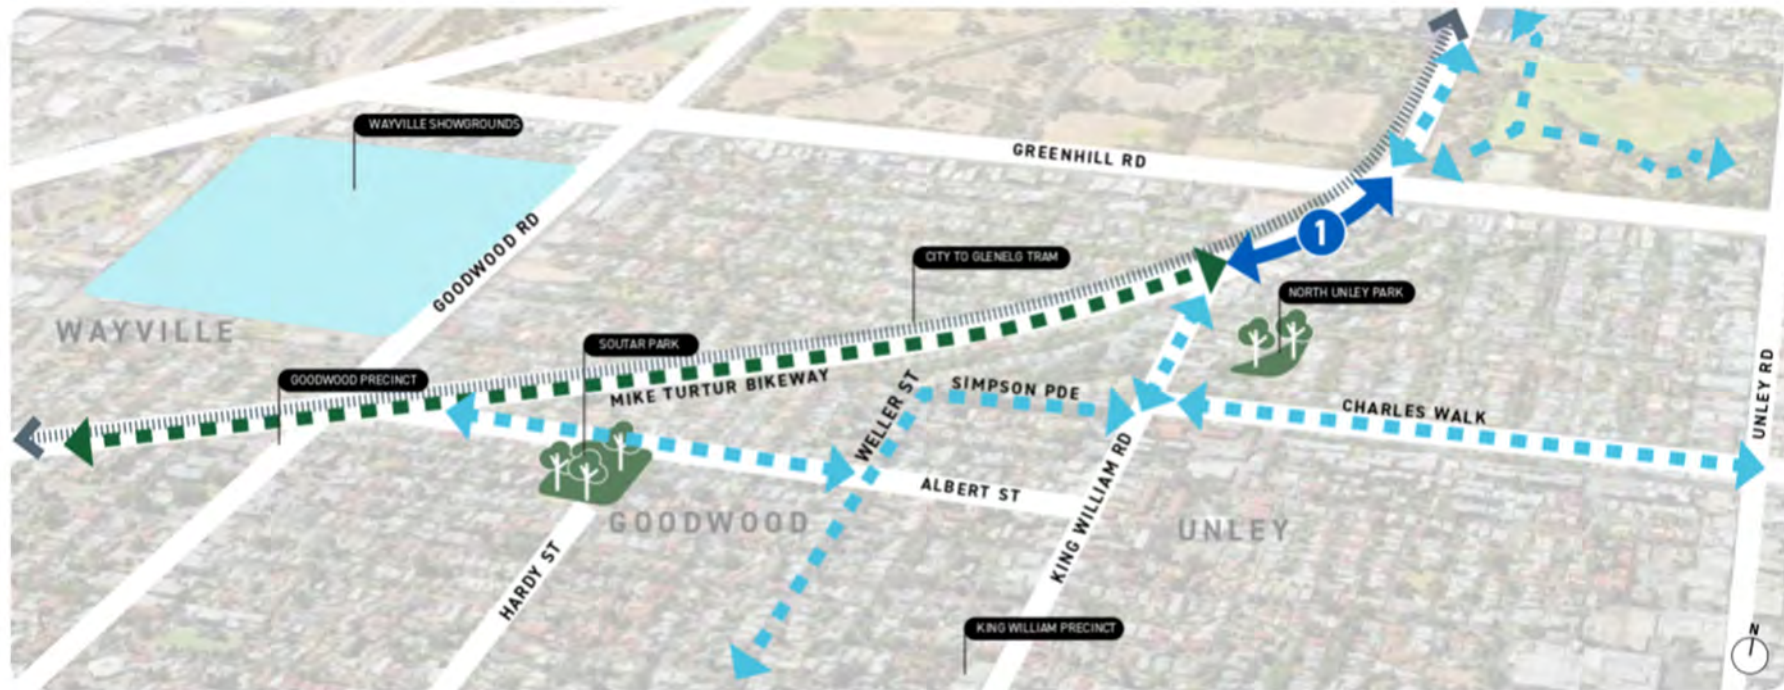 WAYVILLE SHOWGROUNDS
GREENHILL RD
GOODWOOD RD
1
CITY TO GLENELG TRAM
NORTH UNLEY PARK
WAYVILLE
SOUTAR PARK
GOODWOOD PRECINCT
MIKE TURTUR BIKEWAY
WELLER ST
SIMPSON PDE
CHARLES WALK
UNLEY RD
ALBERT ST
KING WILLIAM RD
GOODWOOD
UNLEY
HARDY ST
KING WILLIAM PRECINCT
N